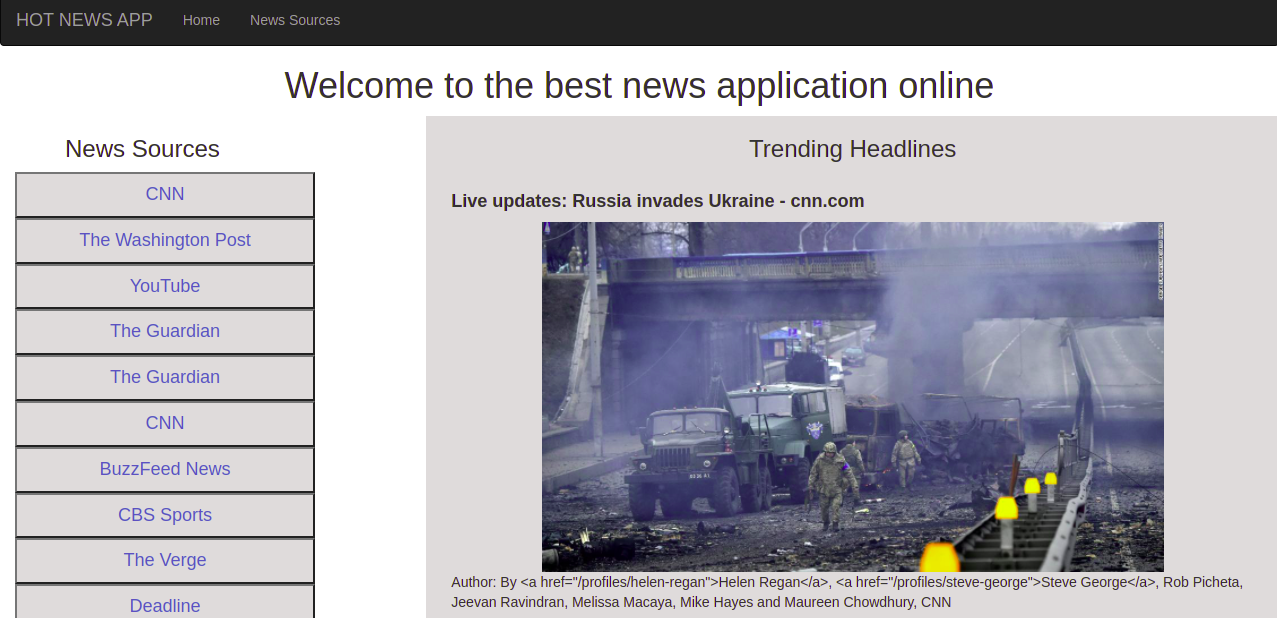 HOT NEWS APP Home News Sources
Welcome to the best news application online
News Sources
CNN
The Washington Post
YouTube
The Guardian
The Guardian
CNN
BuzzFeed News
CBS Sports
The Verge
Deadline
Trending Headlines
Live updates: Russia invades Ukraine - cnn.com
Author: By <a href="/profiles/helen-regan">Helen Regan</a>, <a href="/profiles/steve-george">Steve George</a>, Rob Picheta,
Jeevan Ravindran, Melissa Macaya, Mike Hayes and Maureen Chowdhury, CNN